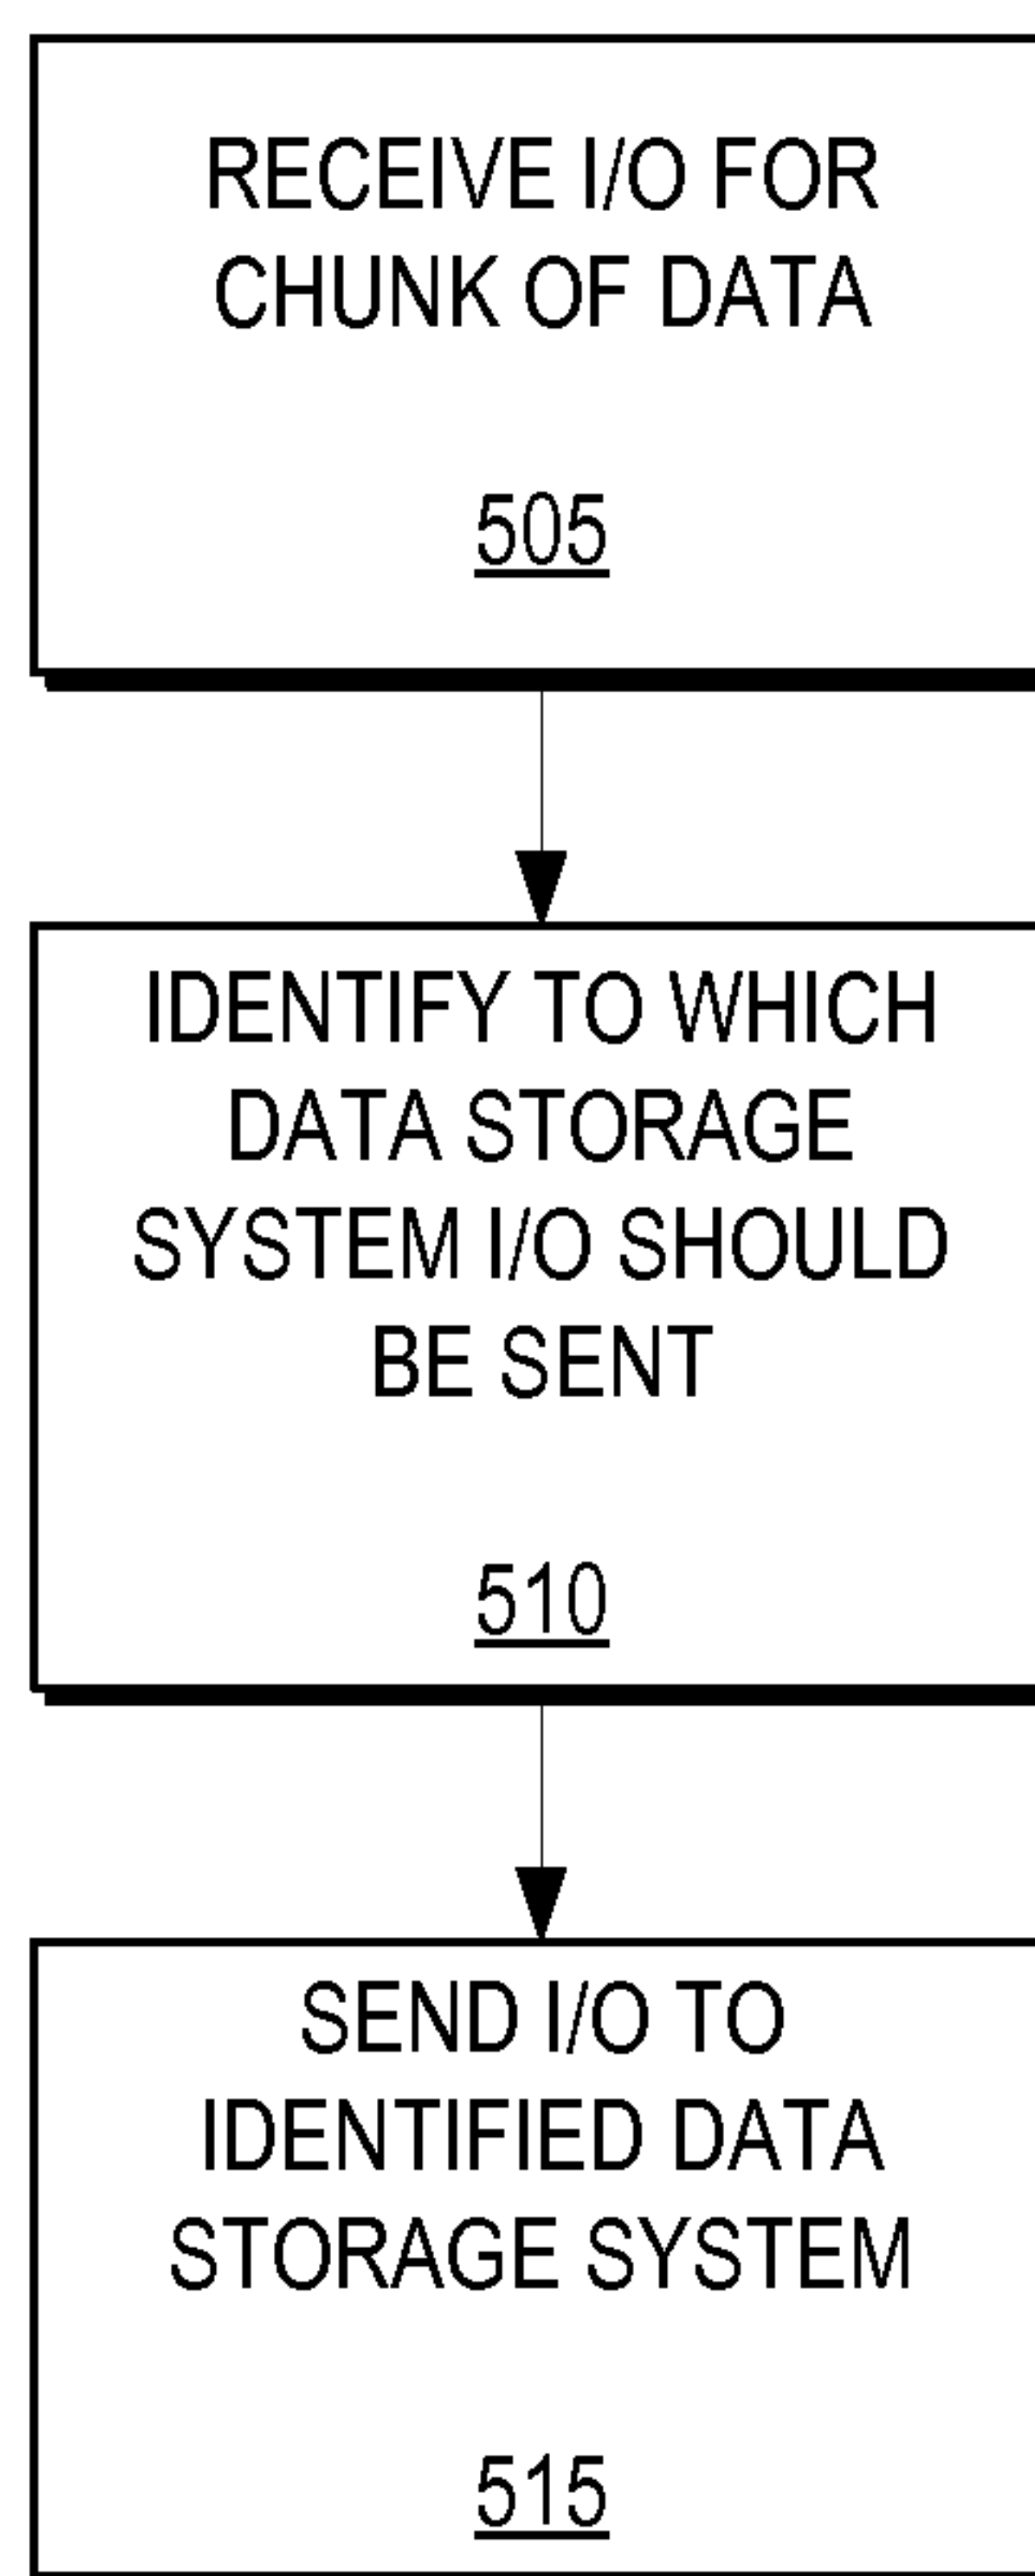 RECEIVE I/O FOR
CHUNK OF DATA
505
IDENTIFY TO WHICH
DATA STORAGE
SYSTEM I/O SHOULD
BE SENT
510
SEND I/O TO
IDENTIFIED DATA
STORAGE SYSTEM
515